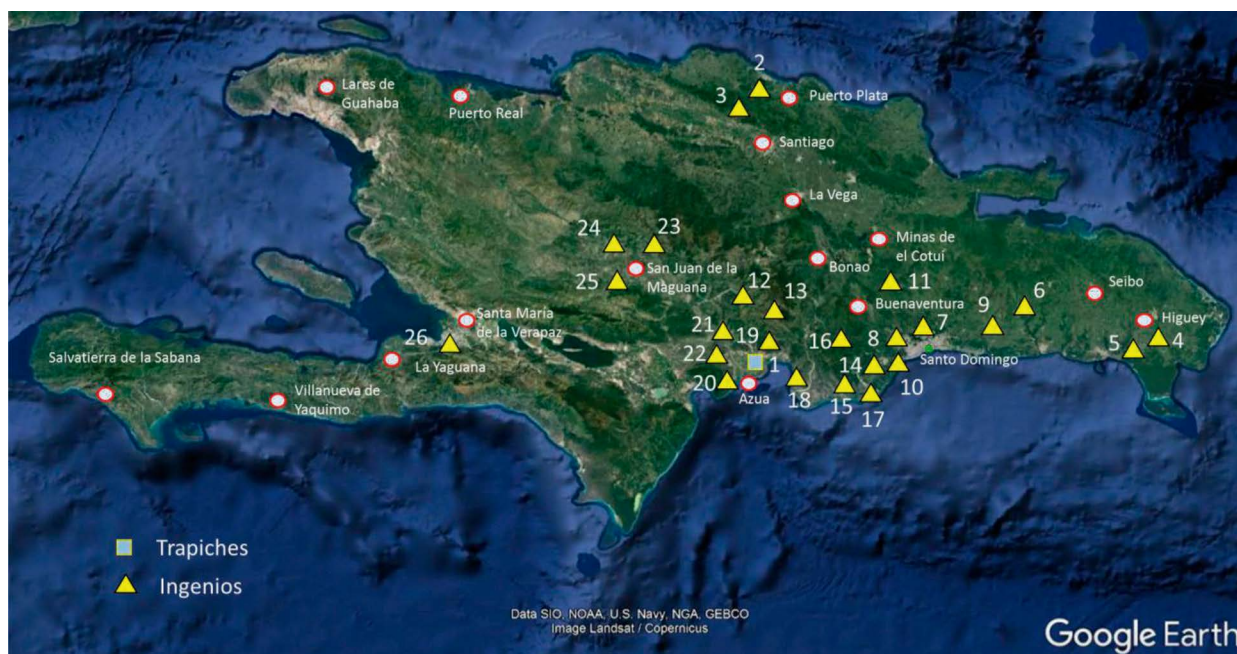 2
3
Lares de
Guahaba
Puerto Real
Puerto Plata
Santiago
La Vega
24
23
Minas de
el Cotuí
Bonao
San Juan de la
Maguana
25
12
13
11
Buenaventura
6
9
7
8
Seibo
Higuey
5
4
Santa María
de la Verapaz
26
La Yaguana
21
19
22
1
20
Azua
16
14
18
15
17
10
Santo Domingo
Salvatierra de la Sabana
Villanueva de
Yaquimo
Trapiches
Ingenios
Data SIO, NOAA, U.S. Navy, NGA, GEBCO
Image Landsat / Copernicus
Google Earth